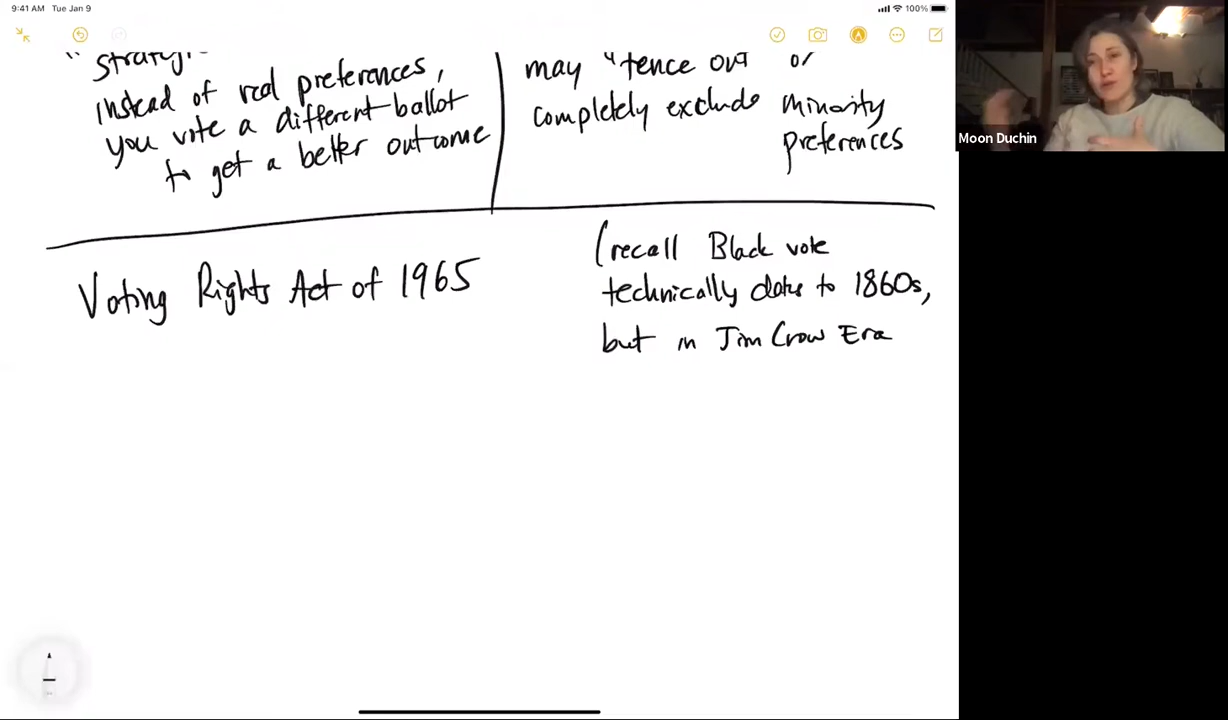 9:41 AM Tue Jan 9
100%
instead of real preferences,
you vote a different ballot
to get a better outcome
may "fence out" or
completely exclude minority
preferences
Voting Rights Act of 1965
(recall Black vote
technically dates to 1860s,
but in Jim Crow Era
Moon Duchin